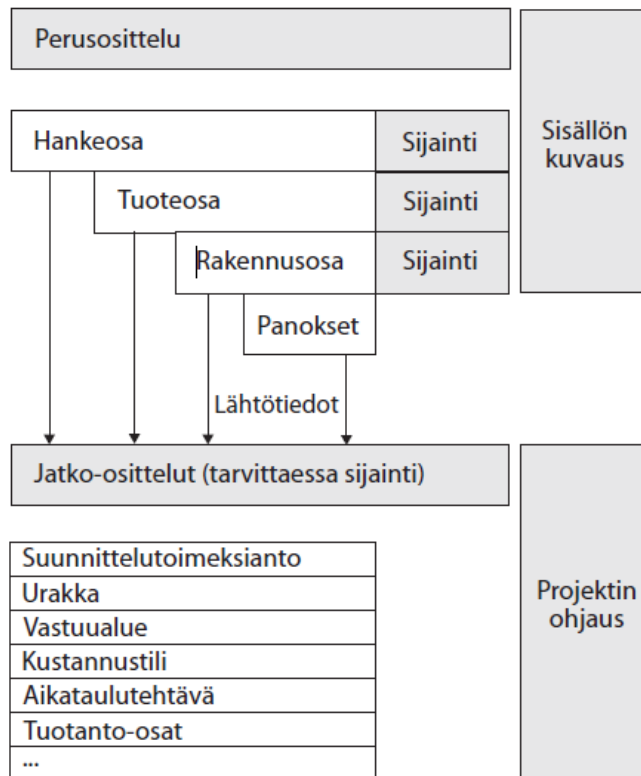 Perusosittelu
Sisällön
kuvaus
Hankeosa
Sijainti
Tuoteosa
Sijainti
Rakennusosa
Sijainti
Panokset
Lähtötiedot
Jatko-osittelut (tarvittaessa sijainti)
Projektin
ohjaus
Suunnittelutoimeksianto
Urakka
Vastuualue
Kustannustili
Aikataulutehtävä
Tuotanto-osat
...